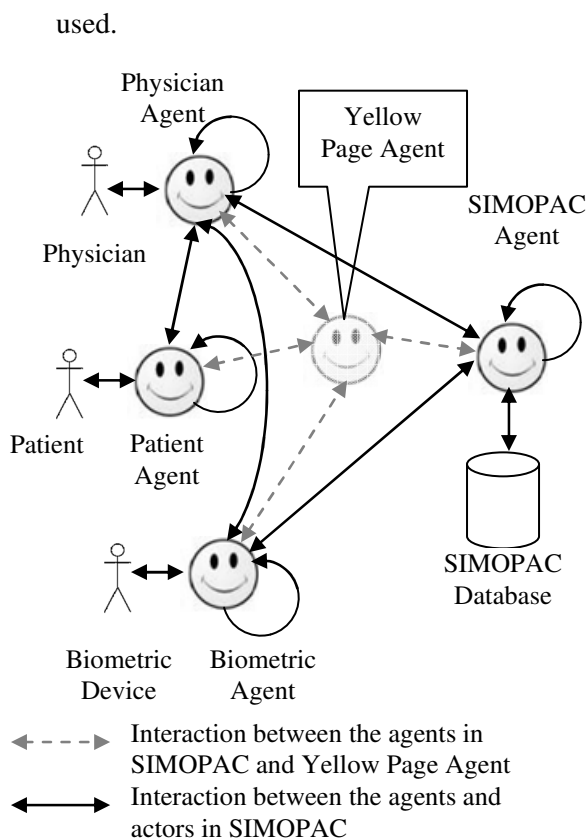 used.
Physician
Agent
Yellow
Page Agent
SIMOPAC
Agent
Physician
Patient
Patient
Agent
SIMOPAC
Database
Biometric
Device
Biometric
Agent
Interaction between the agents in
SIMOPAC and Yellow Page Agent
Interaction between the agents and
actors in SIMOPAC